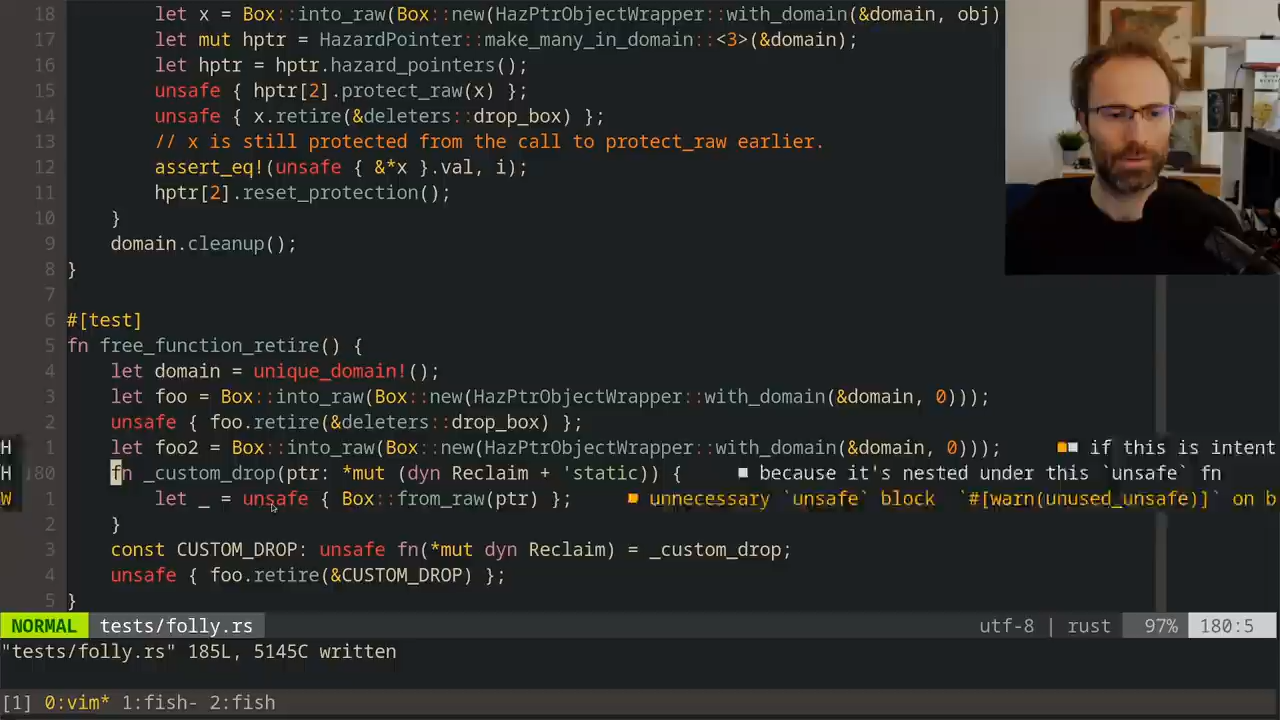 18 let x = Box::into_raw(Box::new(HazPtrObjectWrapper::with_domain(&domain, obj)
17 let mut hptr = HazardPointer::make_many_in_domain::<3>(&domain);
16 let hptr = hptr.hazard_pointers();
15 unsafe { hptr[2].protect_raw(x) };
14 unsafe { x.retire(&deleters::drop_box) };
13 // x is still protected from the call to protect_raw earlier.
12 assert_eq!(unsafe { &*x }.val, i);
11 hptr[2].reset_protection();
10 }
9 domain.cleanup();
8 }
7
6 #[test]
5 fn free_function_retire() {
4 let domain = unique_domain!();
3 let foo = Box::into_raw(Box::new(HazPtrObjectWrapper::with_domain(&domain, 0)));
2 unsafe { foo.retire(&deleters::drop_box) };
H 1 let foo2 = Box::into_raw(Box::new(HazPtrObjectWrapper::with_domain(&domain, 0))); if this is intent
H 180 fn _custom_drop(ptr: *mut (dyn Reclaim + 'static)) { because it's nested under this `unsafe` fn
W 1 let _ = unsafe { Box::from_raw(ptr) }; unnecessary `unsafe` block `#[warn(unused_unsafe)]` on b
2 }
3 const CUSTOM_DROP: unsafe fn(*mut dyn Reclaim) = _custom_drop;
4 unsafe { foo.retire(&CUSTOM_DROP) };
5 }
NORMAL tests/folly.rs utf-8 | rust 97% 180:5
"tests/folly.rs" 185L, 5145C written
[1] 0:vim* 1:fish- 2:fish